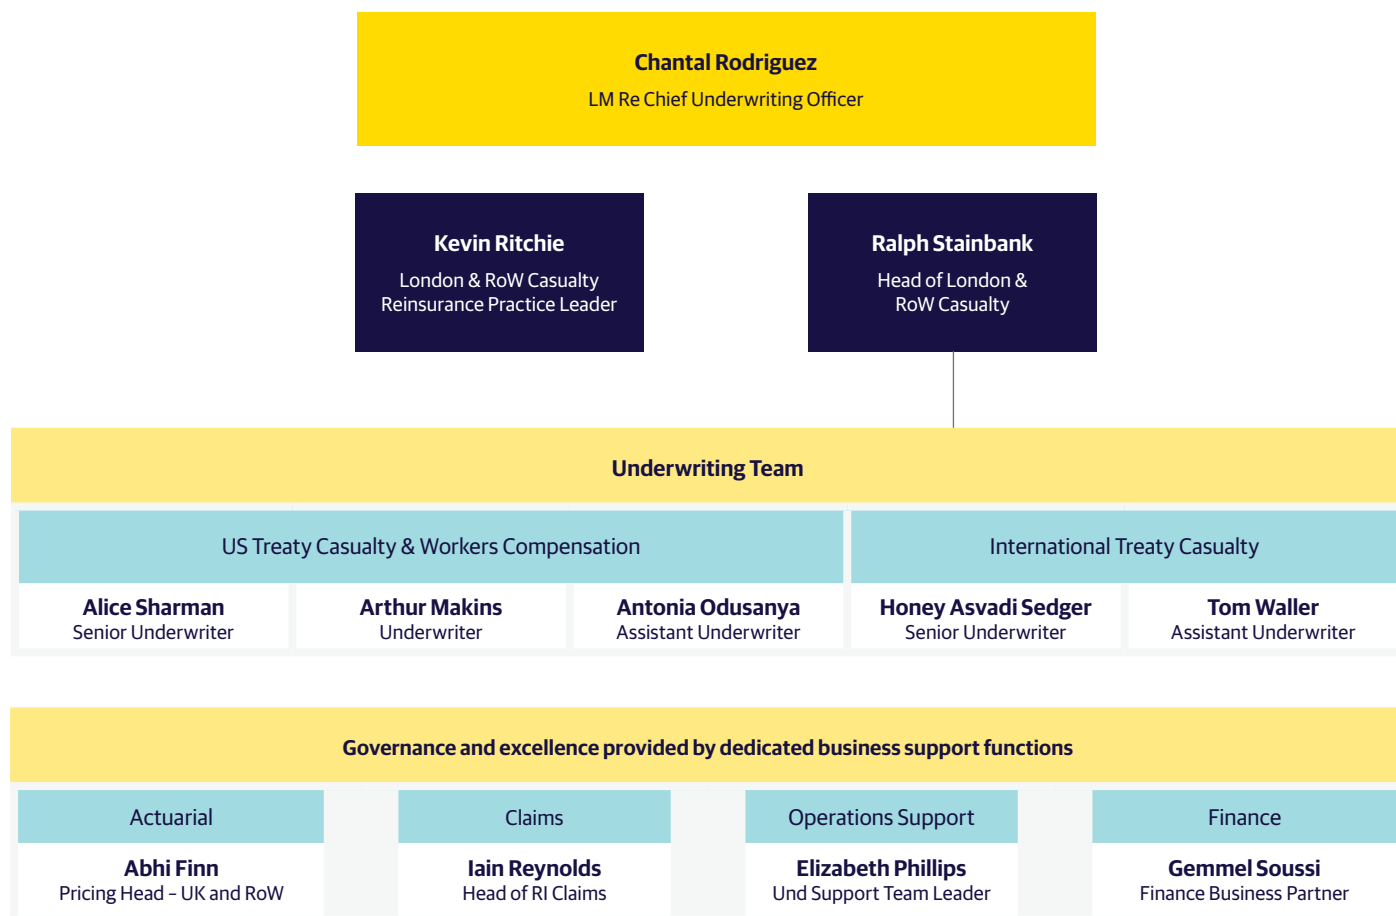 Chantal Rodriguez
LM Re Chief Underwriting Officer
Kevin Ritchie
London & RoW Casualty
Reinsurance Practice Leader
Ralph Stainbank
Head of London &
RoW Casualty
Underwriting Team
US Treaty Casualty & Workers Compensation
International Treaty Casualty
Alice Sharman
Senior Underwriter
Arthur Makins
Underwriter
Antonia Odusanya
Assistant Underwriter
Honey Asvadi Sedger
Senior Underwriter
Tom Waller
Assistant Underwriter
Governance and excellence provided by dedicated business support functions
Actuarial
Abhi Finn
Pricing Head – UK and RoW
Claims
Iain Reynolds
Head of RI Claims
Operations Support
Elizabeth Phillips
Und Support Team Leader
Finance
Gemmel Soussi
Finance Business Partner